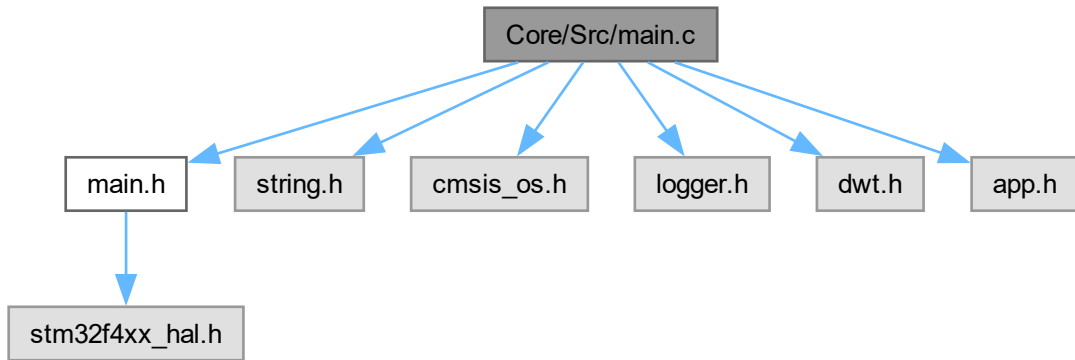 Core/Src/main.c
main.h
string.h
cmsis_os.h
logger.h
dwt.h
app.h
stm32f4xx_hal.h